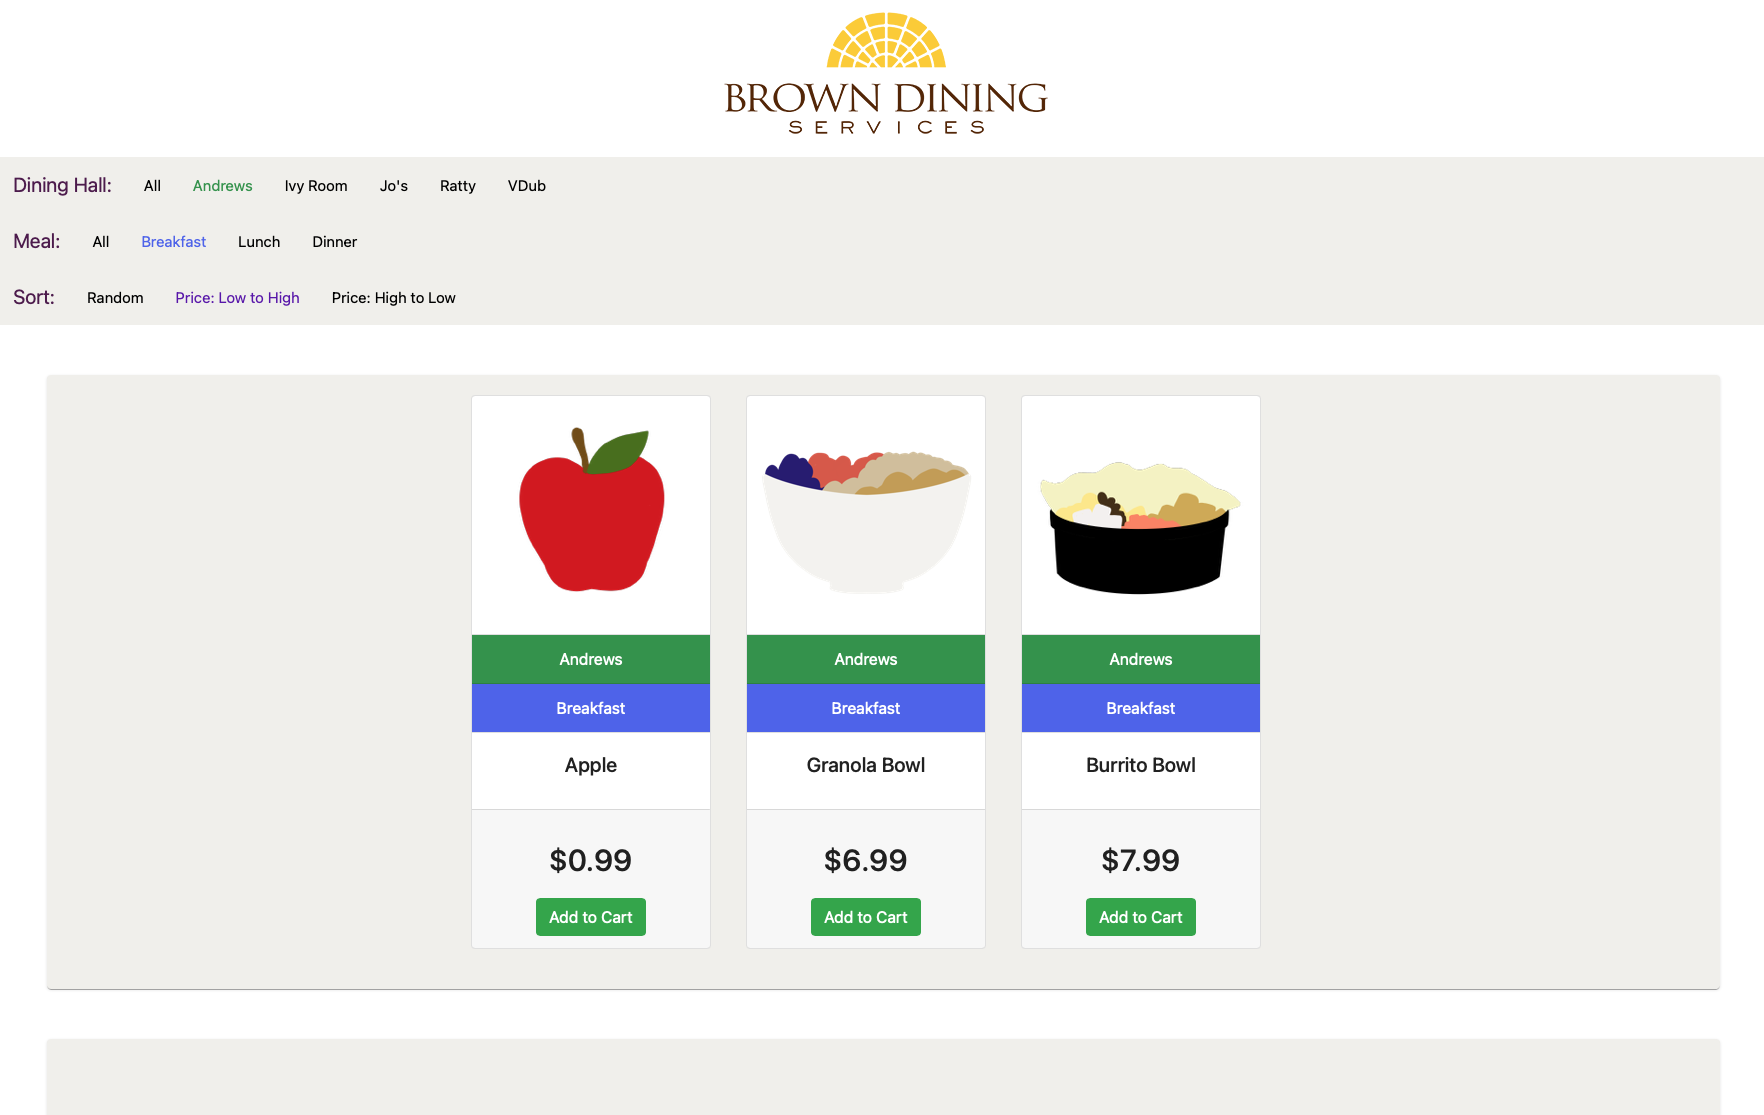 BROWN DINING
SERVICES
Dining Hall: All Andrews Ivy Room Jo's Ratty VDub
Meal: All Breakfast Lunch Dinner
Sort: Random Price: Low to High Price: High to Low
Andrews
Breakfast
Apple
$0.99
Add to Cart
Andrews
Breakfast
Granola Bowl
$6.99
Add to Cart
Andrews
Breakfast
Burrito Bowl
$7.99
Add to Cart